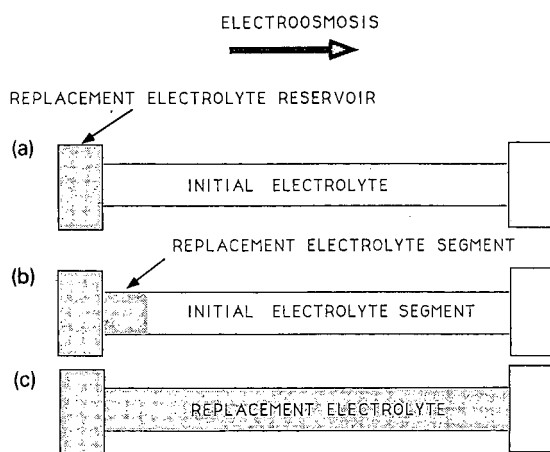 ELECTROOSMOSIS
REPLACEMENT ELECTROLYTE RESERVOIR
(a)
INITIAL ELECTROLYTE
REPLACEMENT ELECTROLYTE SEGMENT
(b)
INITIAL ELECTROLYTE SEGMENT
(c)
REPLACEMENT ELECTROLYTE